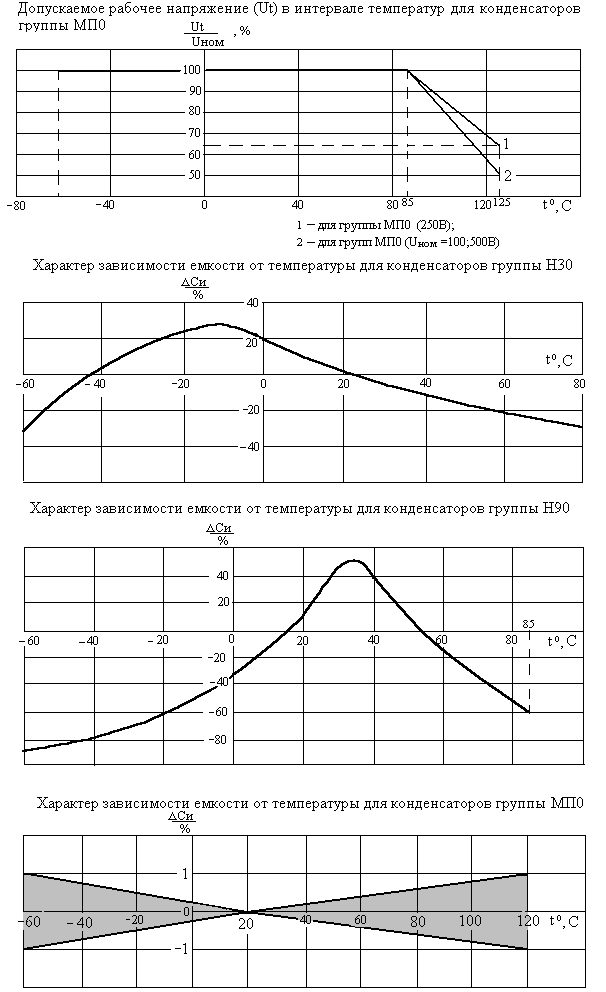 Допускаемое рабочее напряжение (Ut) в интервале температур для конденсаторов
группы МП0
Ut
Uном , %
100
90
80
70
60
50
1
2
−80 −40 0 40 80 85 120 125 t⁰, C
1 − для группы МП0 (250В);
2 − для групп МП0 (Uном =100;500В)
Характер зависимости емкости от температуры для конденсаторов группы Н30
ΔCи
%
40
20
t⁰, C
−60 −40 −20 0 20 40 60 80
−20
−40
Характер зависимости емкости от температуры для конденсаторов группы Н90
ΔCи
%
40
20
85
−60 −40 −20 0 20 40 60 80 t⁰, C
−20
−40
−60
−80
Характер зависимости емкости от температуры для конденсаторов группы МП0
ΔCи
%
1
−60 −40 −20 0 20 40 60 80 100 120 t⁰, C
−1